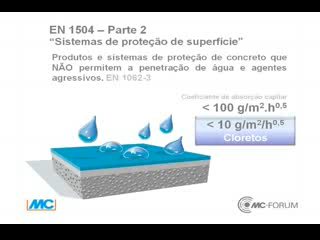 EN 1504 – Parte 2
“Sistemas de proteção de superfície”
Produtos e sistemas de proteção de concreto que
NÃO permitem a penetração de água e agentes
agressivos. EN 1062-3
Coeficiente de absorção capilar
< 100 g/m².h⁰,⁵
< 10 g/m²/h⁰,⁵
Cloretos
MC
MC-FORUM